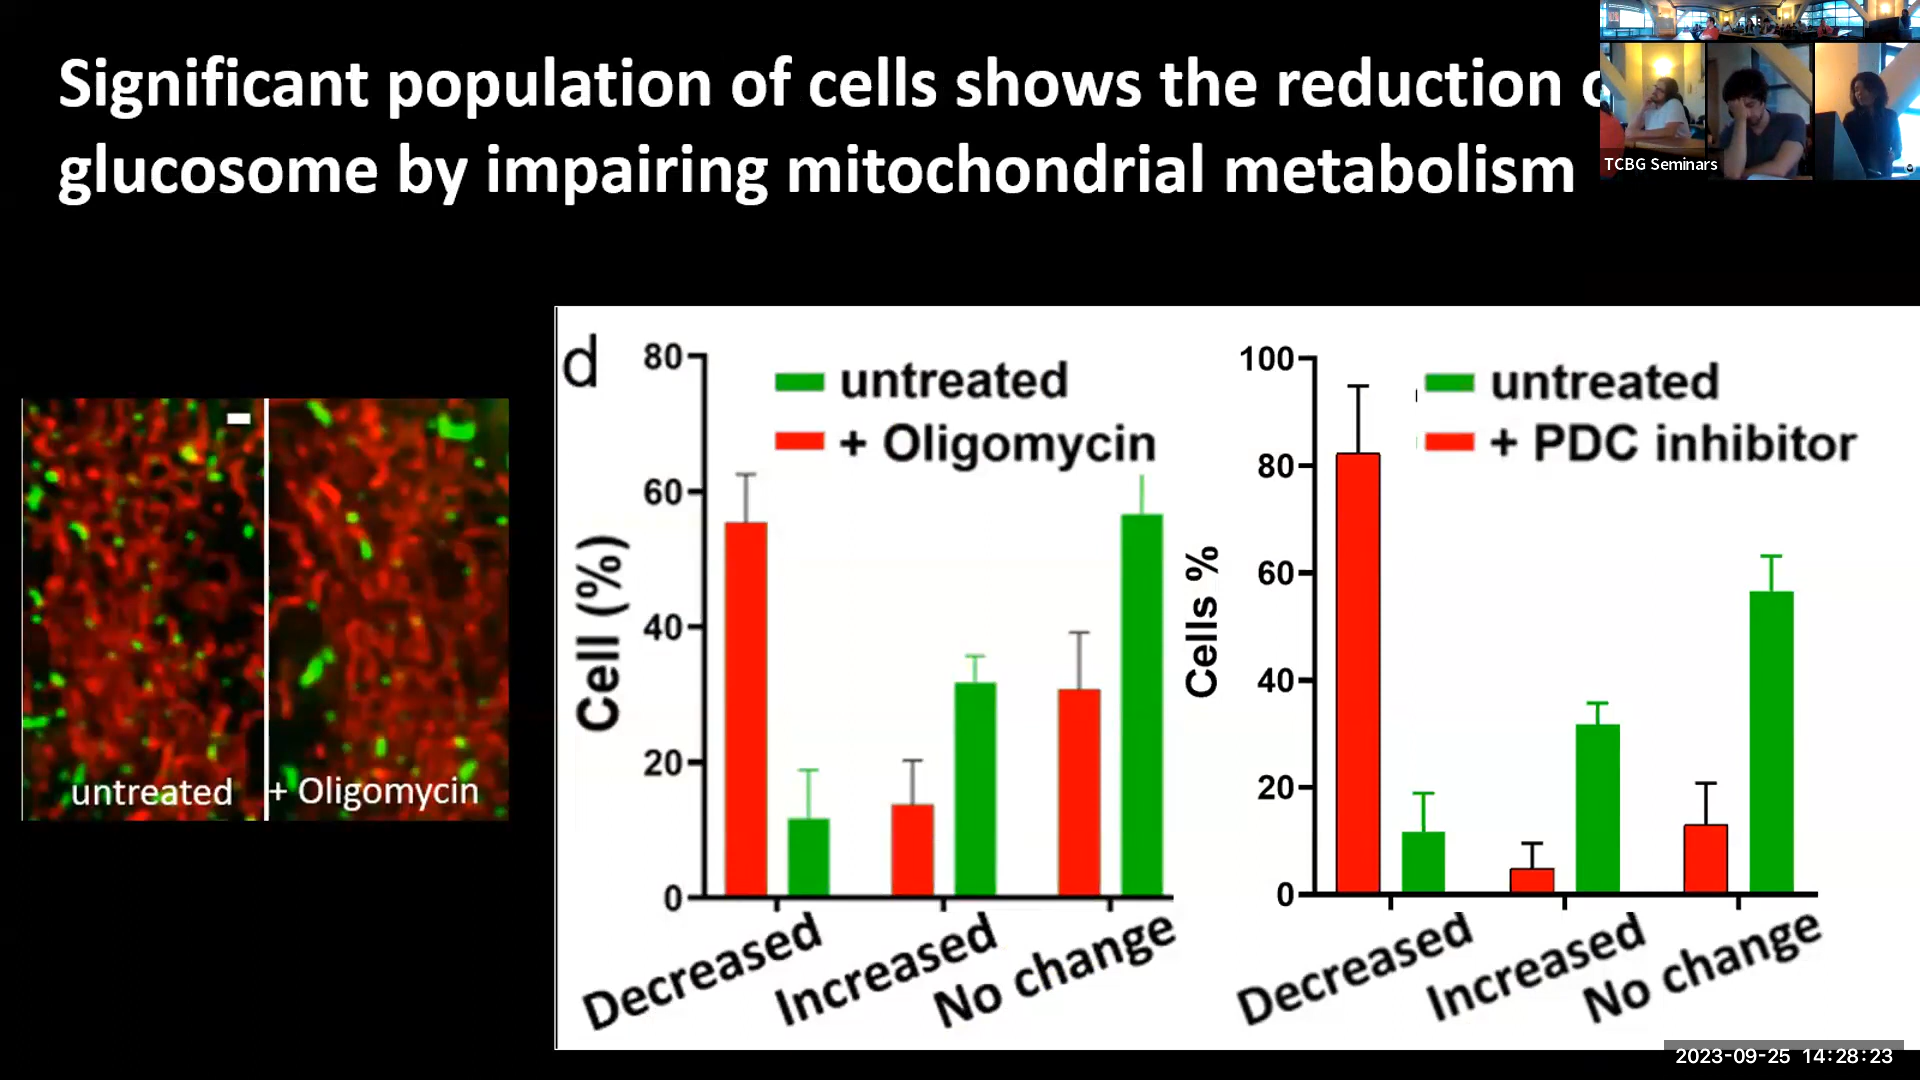 Significant population of cells shows the reduction
glucosome by impairing mitochondrial metabolism
TCBG Seminars
untreated
+ Oligomycin
d
Cell (%)
80
60
40
20
0
untreated
+ Oligomycin
Decreased
Increased
No change
Cells %
100
80
60
40
20
0
untreated
+ PDC inhibitor
Decreased
Increased
No change
2023-09-25 14:28:23